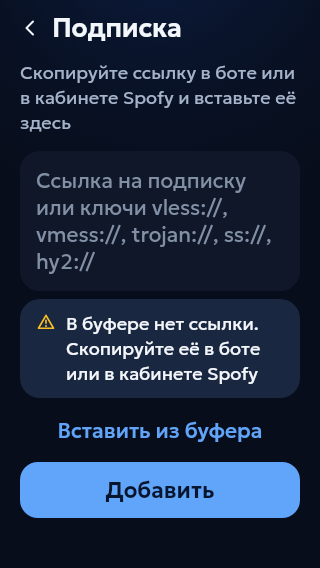 Подписка
Скопируйте ссылку в боте или
в кабинете Spofy и вставьте её
здесь
Ссылка на подписку
или ключи vless://,
vmess://, trojan://, ss://,
hy2://
В буфере нет ссылки.
Скопируйте её в боте
или в кабинете Spofy
Вставить из буфера
Добавить